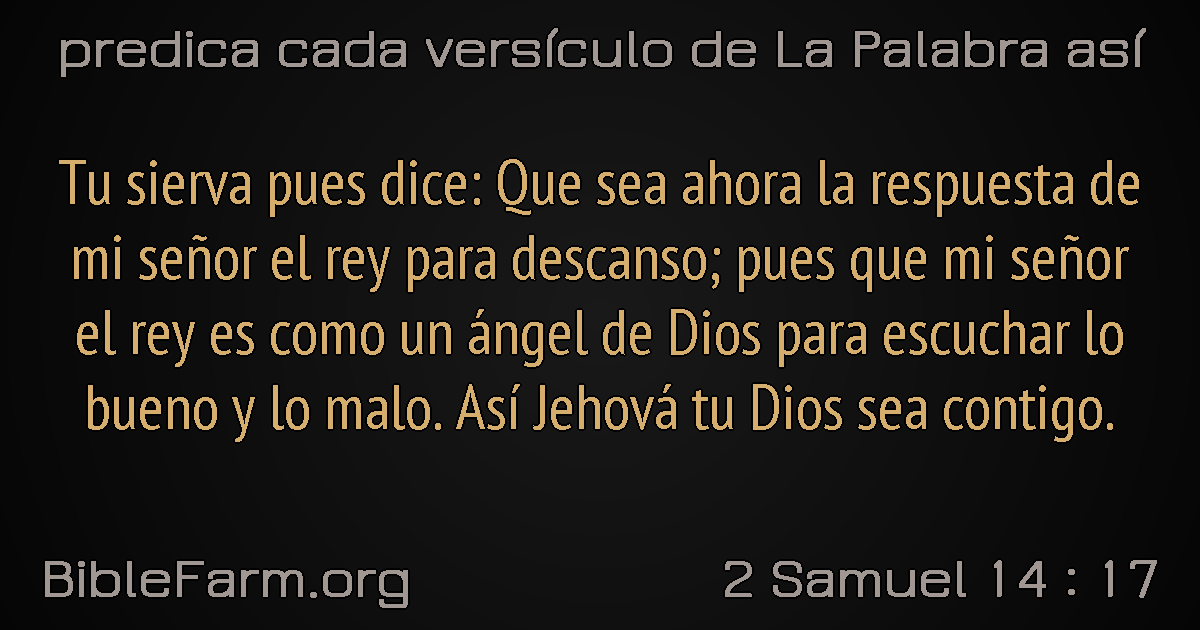 predica cada versículo de La Palabra así
Tu sierva pues dice: Que sea ahora la respuesta de
mi señor el rey para descanso; pues que mi señor
el rey es como un ángel de Dios para escuchar lo
bueno y lo malo. Así Jehová tu Dios sea contigo.
BibleFarm.org
2 Samuel 14 : 17